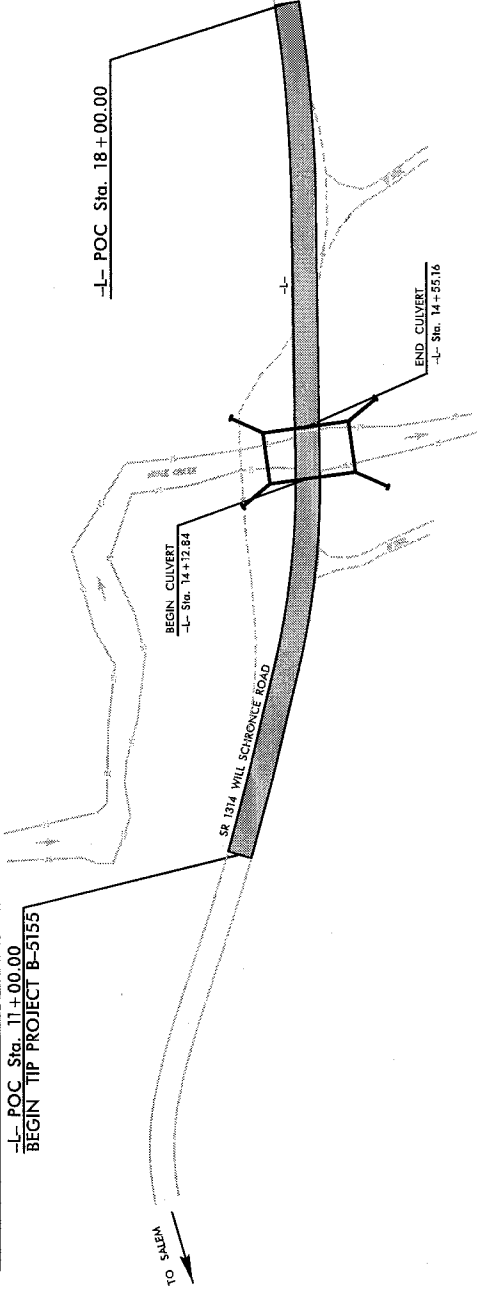 -L- POC Sta. 11+00.00
BEGIN TIP PROJECT B-5155
TO SALEM
SR 1314 WILL SCHRONCE ROAD
BEGIN CULVERT
-L- Sta. 14+12.84
-L-
END CULVERT
-L- Sta. 14+55.16
-L- POC Sta. 18+00.00